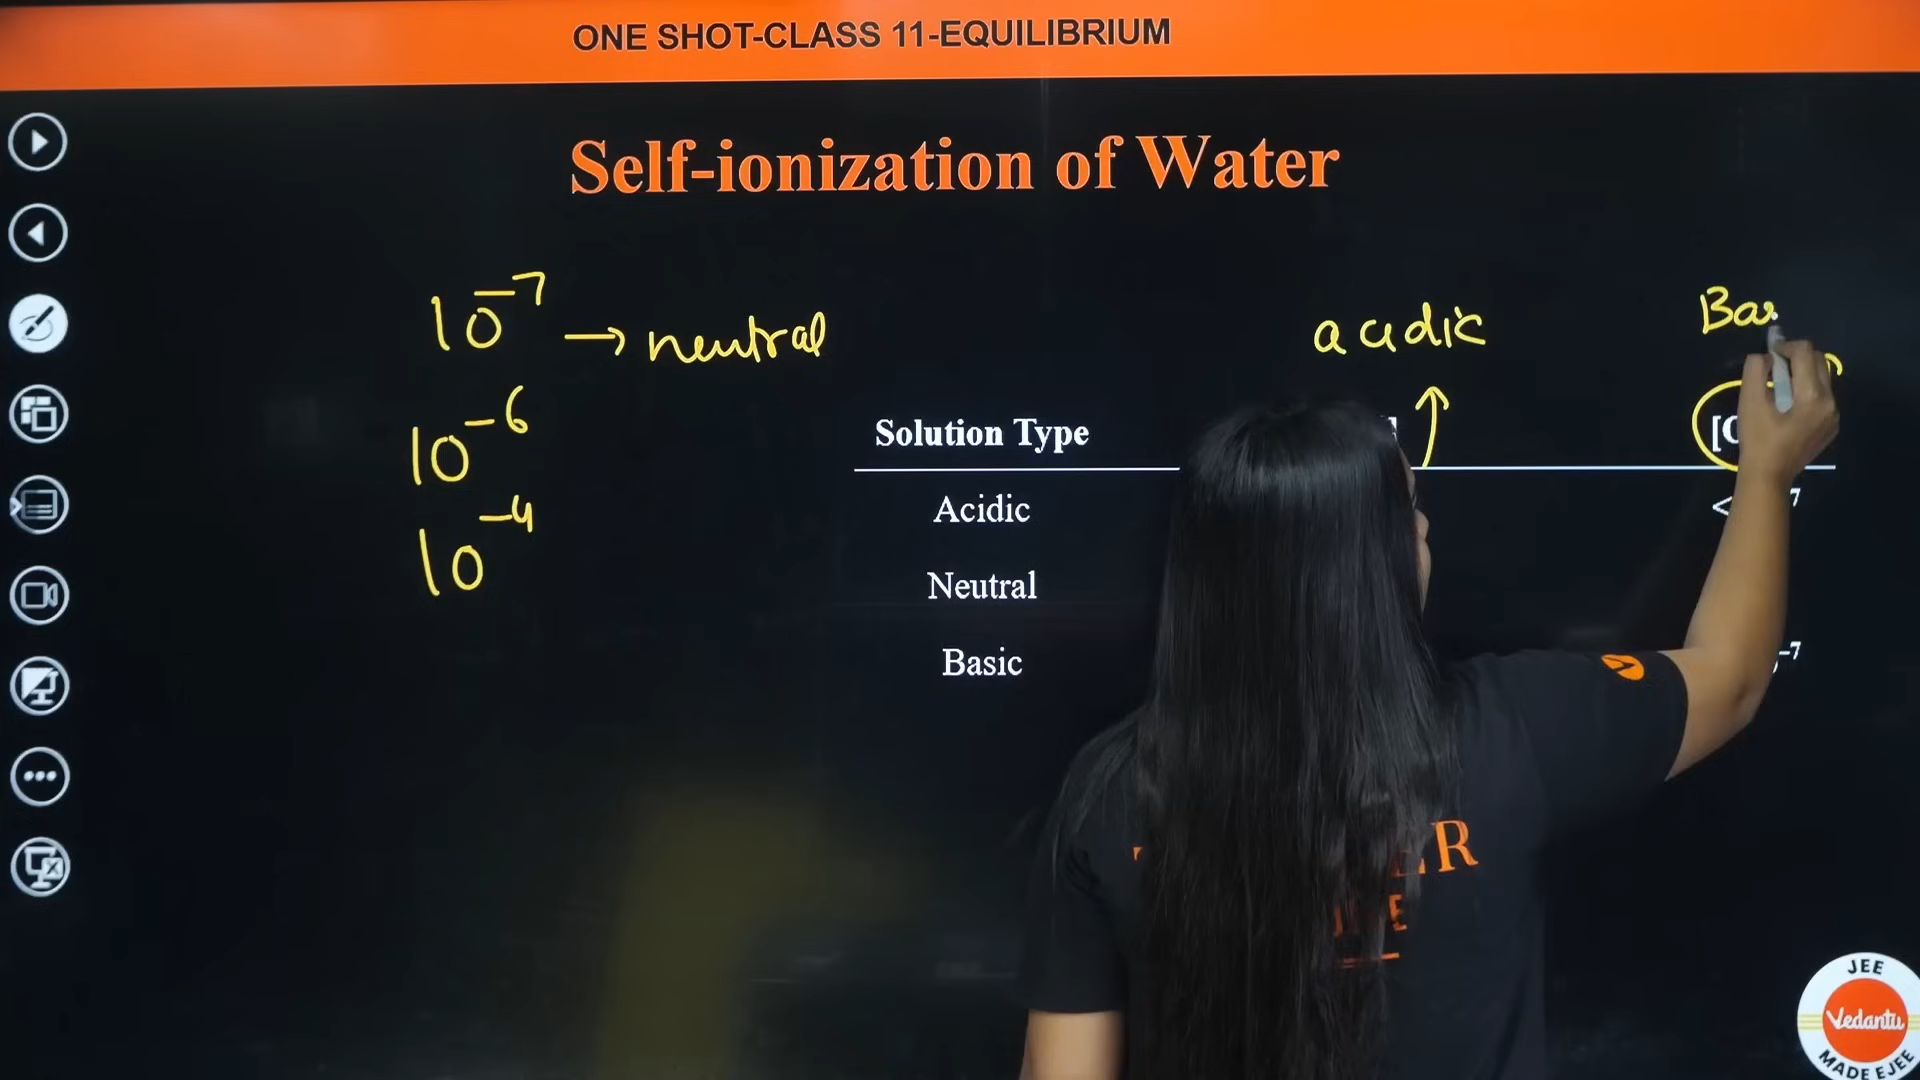 ONE SHOT-CLASS 11-EQUILIBRIUM
Self-ionization of Water
10⁻⁷ → neutral
acidic
Bas
10⁻⁶
10⁻⁴
Solution Type
Acidic
Neutral
Basic
JEE
Vedantu
MADE EJEE